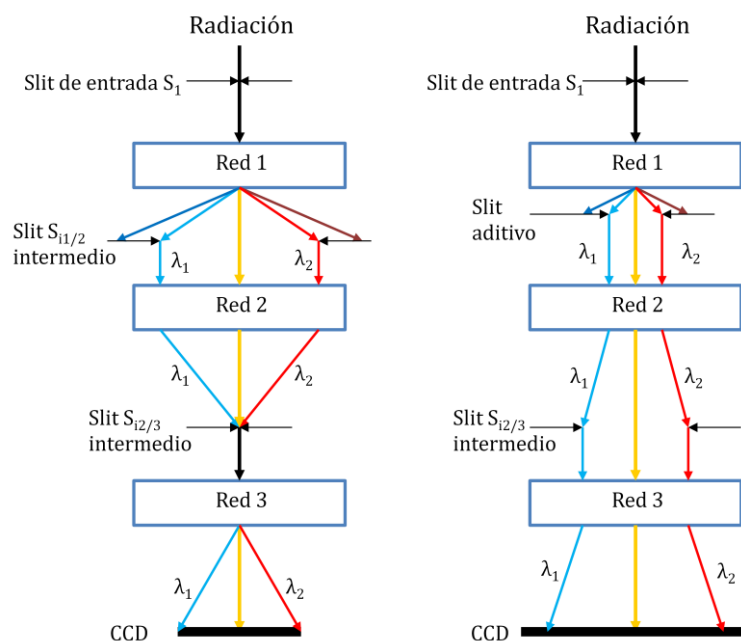 Radiación
Slit de entrada S₁
Red 1
Slit Sᵢ₁/₂
intermedio
λ₁
λ₂
Red 2
λ₁
λ₂
Slit Sᵢ₂/₃
intermedio
Red 3
λ₁
λ₂
CCD
Radiación
Slit de entrada S₁
Red 1
Slit
aditivo
λ₁
λ₂
Red 2
λ₁
λ₂
Slit Sᵢ₂/₃
intermedio
Red 3
λ₁
λ₂
CCD